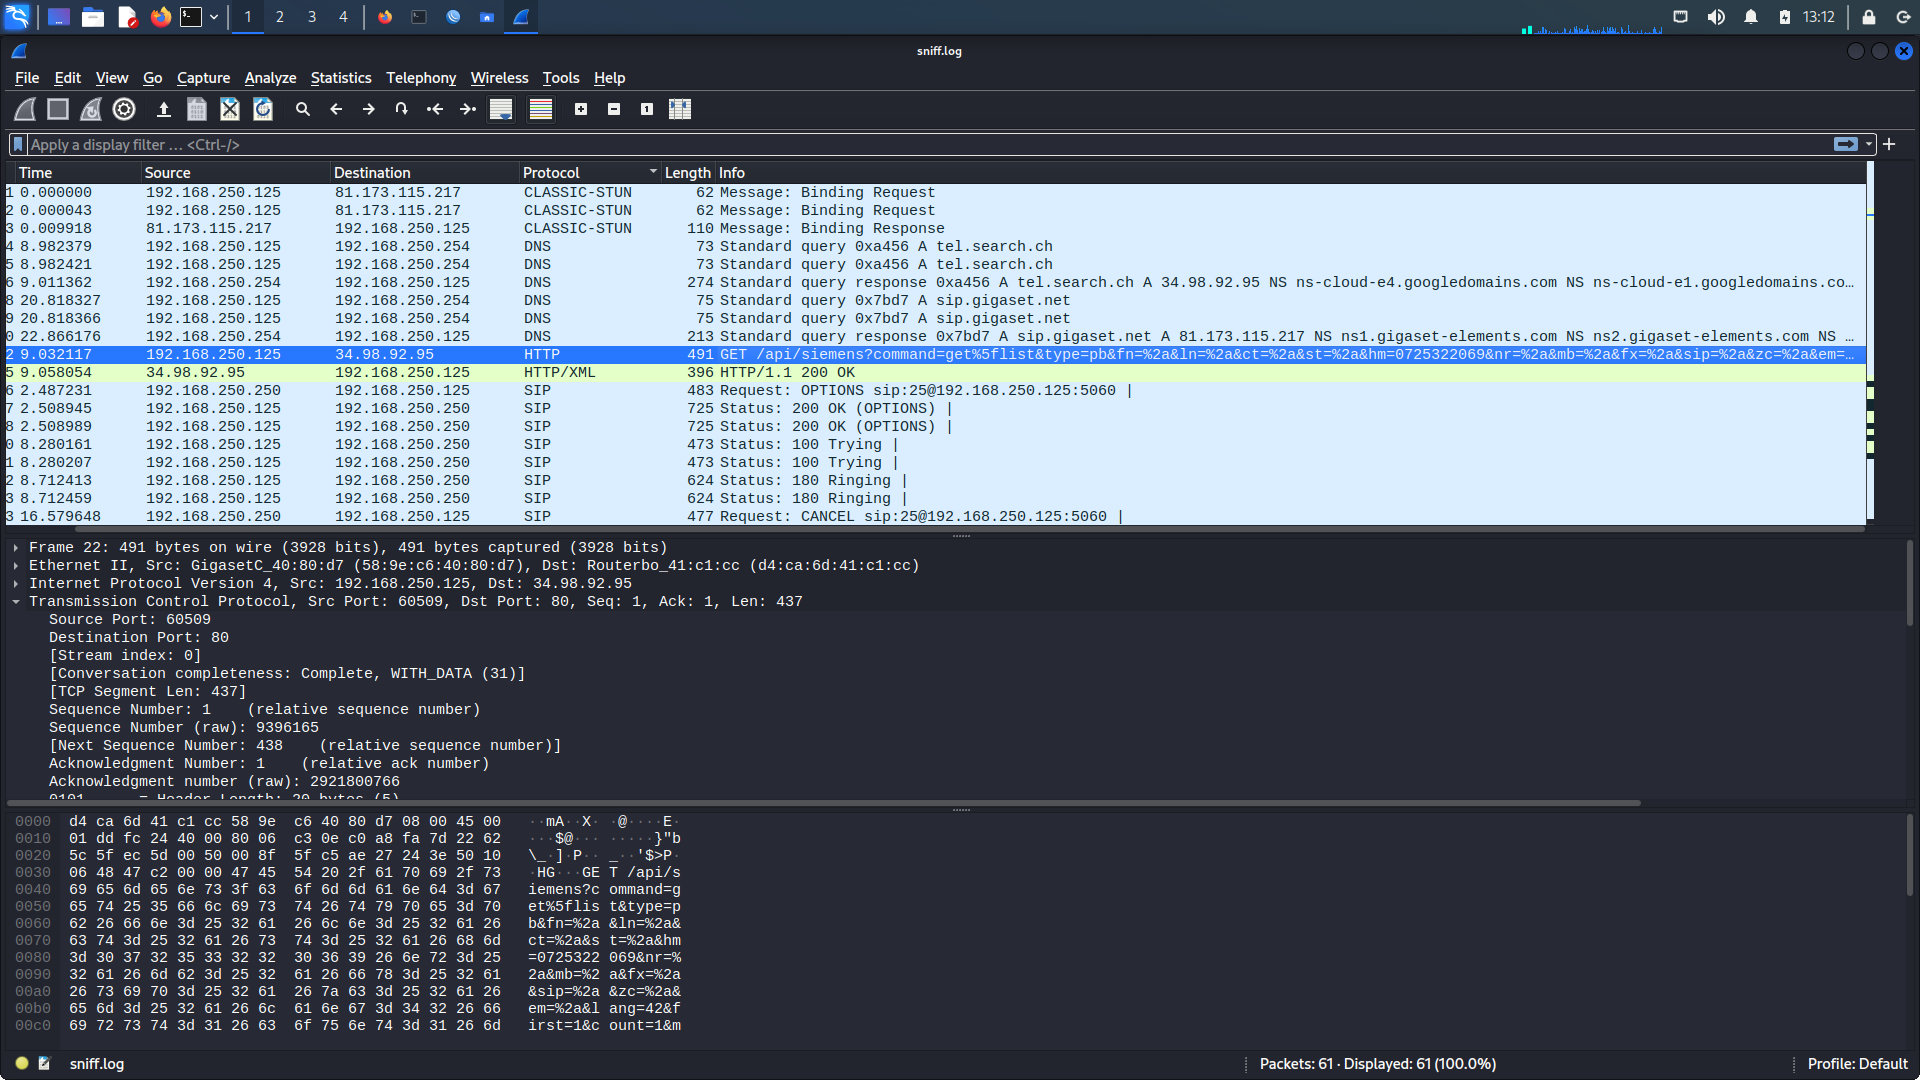 1 2 3 4 13:12
sniff.log
File Edit View Go Capture Analyze Statistics Telephony Wireless Tools Help
Apply a display filter … <Ctrl-/>
Time Source Destination Protocol Length Info
1 0.000000 192.168.250.125 81.173.115.217 CLASSIC-STUN 62 Message: Binding Request
2 0.000043 192.168.250.125 81.173.115.217 CLASSIC-STUN 62 Message: Binding Request
3 0.009918 81.173.115.217 192.168.250.125 CLASSIC-STUN 110 Message: Binding Response
4 8.982379 192.168.250.125 192.168.250.254 DNS 73 Standard query 0xa456 A tel.search.ch
5 8.982421 192.168.250.125 192.168.250.254 DNS 73 Standard query 0xa456 A tel.search.ch
6 9.011362 192.168.250.254 192.168.250.125 DNS 274 Standard query response 0xa456 A tel.search.ch A 34.98.92.95 NS ns-cloud-e4.googledomains.com NS ns-cloud-e1.googledomains.co…
8 20.818327 192.168.250.125 192.168.250.254 DNS 75 Standard query 0x7bd7 A sip.gigaset.net
9 20.818366 192.168.250.125 192.168.250.254 DNS 75 Standard query 0x7bd7 A sip.gigaset.net
0 22.866176 192.168.250.254 192.168.250.125 DNS 213 Standard query response 0x7bd7 A sip.gigaset.net A 81.173.115.217 NS ns1.gigaset-elements.com NS ns2.gigaset-elements.com NS …
2 9.032117 192.168.250.125 34.98.92.95 HTTP 491 GET /api/siemens?command=get%5flist&type=pb&fn=%2a&ln=%2a&ct=%2a&st=%2a&hm=0725322069&nr=%2a&mb=%2a&fx=%2a&sip=%2a&zc=%2a&em=…
5 9.058054 34.98.92.95 192.168.250.125 HTTP/XML 396 HTTP/1.1 200 OK
6 2.487231 192.168.250.250 192.168.250.125 SIP 483 Request: OPTIONS sip:25@192.168.250.125:5060 |
7 2.508945 192.168.250.125 192.168.250.250 SIP 725 Status: 200 OK (OPTIONS) |
8 2.508989 192.168.250.125 192.168.250.250 SIP 725 Status: 200 OK (OPTIONS) |
0 8.280161 192.168.250.125 192.168.250.250 SIP 473 Status: 100 Trying |
1 8.280207 192.168.250.125 192.168.250.250 SIP 473 Status: 100 Trying |
2 8.712413 192.168.250.125 192.168.250.250 SIP 624 Status: 180 Ringing |
3 8.712459 192.168.250.125 192.168.250.250 SIP 624 Status: 180 Ringing |
3 16.579648 192.168.250.250 192.168.250.125 SIP 477 Request: CANCEL sip:25@192.168.250.125:5060 |
Frame 22: 491 bytes on wire (3928 bits), 491 bytes captured (3928 bits)
Ethernet II, Src: GigasetC_40:80:d7 (58:9e:c6:40:80:d7), Dst: Routerbo_41:c1:cc (d4:ca:6d:41:c1:cc)
Internet Protocol Version 4, Src: 192.168.250.125, Dst: 34.98.92.95
Transmission Control Protocol, Src Port: 60509, Dst Port: 80, Seq: 1, Ack: 1, Len: 437
Source Port: 60509
Destination Port: 80
[Stream index: 0]
[Conversation completeness: Complete, WITH_DATA (31)]
[TCP Segment Len: 437]
Sequence Number: 1 (relative sequence number)
Sequence Number (raw): 9396165
[Next Sequence Number: 438 (relative sequence number)]
Acknowledgment Number: 1 (relative ack number)
Acknowledgment number (raw): 2921800766
0101 .... = Header Length: 20 bytes (5)
0000 d4 ca 6d 41 c1 cc 58 9e c6 40 80 d7 08 00 45 00 ··mA··X· ·@····E·
0010 01 dd fc 24 40 00 80 06 c3 0e c0 a8 fa 7d 22 62 ···$@··· ·····}"b
0020 5c 5f ec 5d 00 50 00 8f 5f c5 ae 27 24 3e 50 10 \_·]·P·· _··'$>P·
0030 06 48 47 c2 00 00 47 45 54 20 2f 61 70 69 2f 73 ·HG···GE T /api/s
0040 69 65 6d 65 6e 73 3f 63 6f 6d 6d 61 6e 64 3d 67 iemens?c ommand=g
0050 65 74 25 35 66 6c 69 73 74 26 74 79 70 65 3d 70 et%5flis t&type=p
0060 62 26 66 6e 3d 25 32 61 26 6c 6e 3d 25 32 61 26 b&fn=%2a &ln=%2a&
0070 63 74 3d 25 32 61 26 73 74 3d 25 32 61 26 68 6d ct=%2a&s t=%2a&hm
0080 3d 30 37 32 35 33 32 32 30 36 39 26 6e 72 3d 25 =0725322 069&nr=%
0090 32 61 26 6d 62 3d 25 32 61 26 66 78 3d 25 32 61 2a&mb=%2 a&fx=%2a
00a0 26 73 69 70 3d 25 32 61 26 7a 63 3d 25 32 61 26 &sip=%2a &zc=%2a&
00b0 65 6d 3d 25 32 61 26 6c 61 6e 67 3d 34 32 26 66 em=%2a&l ang=42&f
00c0 69 72 73 74 3d 31 26 63 6f 75 6e 74 3d 31 26 6d irst=1&c ount=1&m
sniff.log Packets: 61 · Displayed: 61 (100.0%) Profile: Default